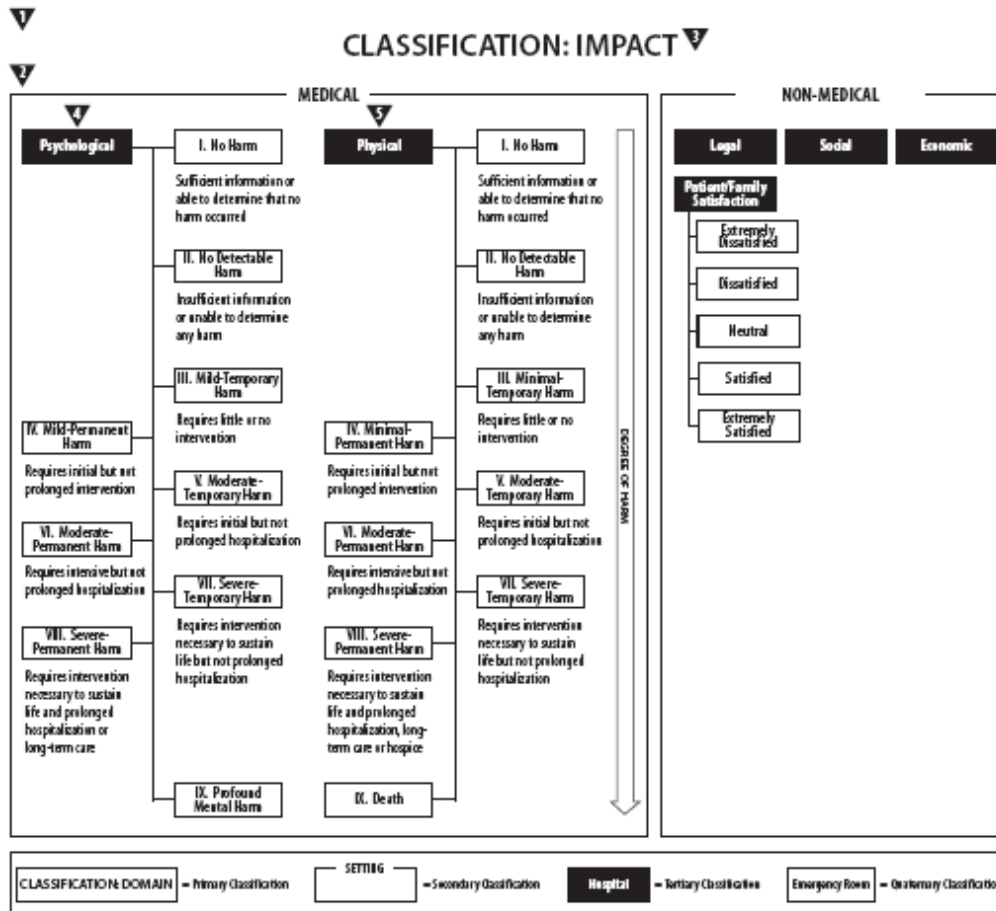 1
CLASSIFICATION: IMPACT 3
2
MEDICAL
4
Psychological
I. No Harm
Sufficient information or
able to determine that no
harm occurred
II. No Detectable
Harm
Insufficient information
or unable to determine
any harm
III. Mild-Temporary
Harm
Requires little or no
intervention
IV. Mild-Permanent
Harm
Requires initial but not
prolonged intervention
V. Moderate-
Temporary Harm
Requires initial but not
prolonged hospitalization
VI. Moderate-
Permanent Harm
Requires intensive but not
prolonged hospitalization
VII. Severe-
Temporary Harm
Requires intervention
necessary to sustain
life but not prolonged
hospitalization
VIII. Severe-
Permanent Harm
Requires intervention
necessary to sustain
life and prolonged
hospitalization or
long-term care
IX. Profound
Mental Harm
5
Physical
I. No Harm
Sufficient information or
able to determine that no
harm occurred
II. No Detectable
Harm
Insufficient information
or unable to determine
any harm
III. Minimal-
Temporary Harm
Requires little or no
intervention
IV. Minimal-
Permanent Harm
Requires initial but not
prolonged intervention
V. Moderate-
Temporary Harm
Requires initial but not
prolonged hospitalization
VI. Moderate-
Permanent Harm
Requires intensive but not
prolonged hospitalization
VII. Severe-
Temporary Harm
Requires intervention
necessary to sustain
life but not prolonged
hospitalization
VIII. Severe-
Permanent Harm
Requires intervention
necessary to sustain
life and prolonged
hospitalization, long-
term care or hospice
IX. Death
DEGREE OF HARM
NON-MEDICAL
Legal
Social
Economic
Patient/Family
Satisfaction
Extremely
Dissatisfied
Dissatisfied
Neutral
Satisfied
Extremely
Satisfied
CLASSIFICATION: DOMAIN = Primary Classification
SETTING
= Secondary Classification
Hospital = Tertiary Classification
Emergency Room = Quaternary Classification